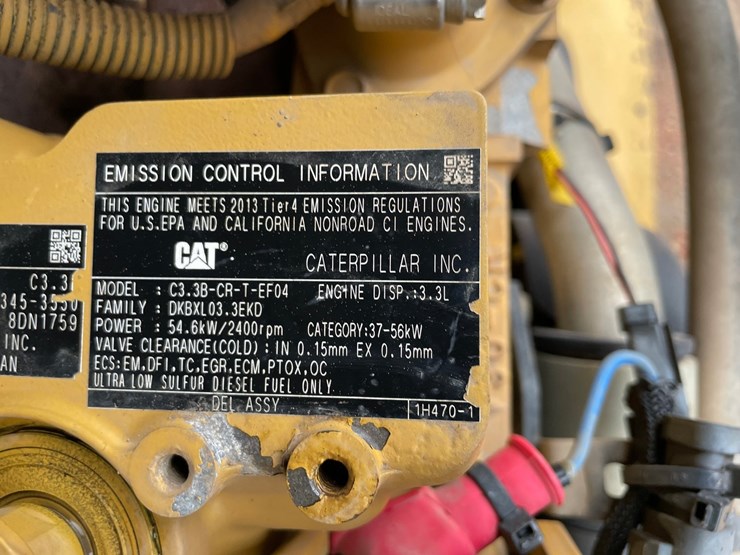 EMISSION CONTROL INFORMATION
THIS ENGINE MEETS 2013 Tier4 EMISSION REGULATIONS
FOR U.S.EPA AND CALIFORNIA NONROAD CI ENGINES.
CAT®
CATERPILLAR INC.
MODEL : C3.3B-CR-T-EF04 ENGINE DISP.:3.3L
FAMILY : DKBXL03.3EKD
POWER : 54.6kW/2400rpm CATEGORY:37-56kW
VALVE CLEARANCE(COLD) : IN 0.15mm EX 0.15mm
ECS:EM,DFI,TC,EGR,ECM,PTOX,OC
ULTRA LOW SULFUR DIESEL FUEL ONLY
DEL ASSY 1H470-1
C3.3
8DN1759
INC.
AN